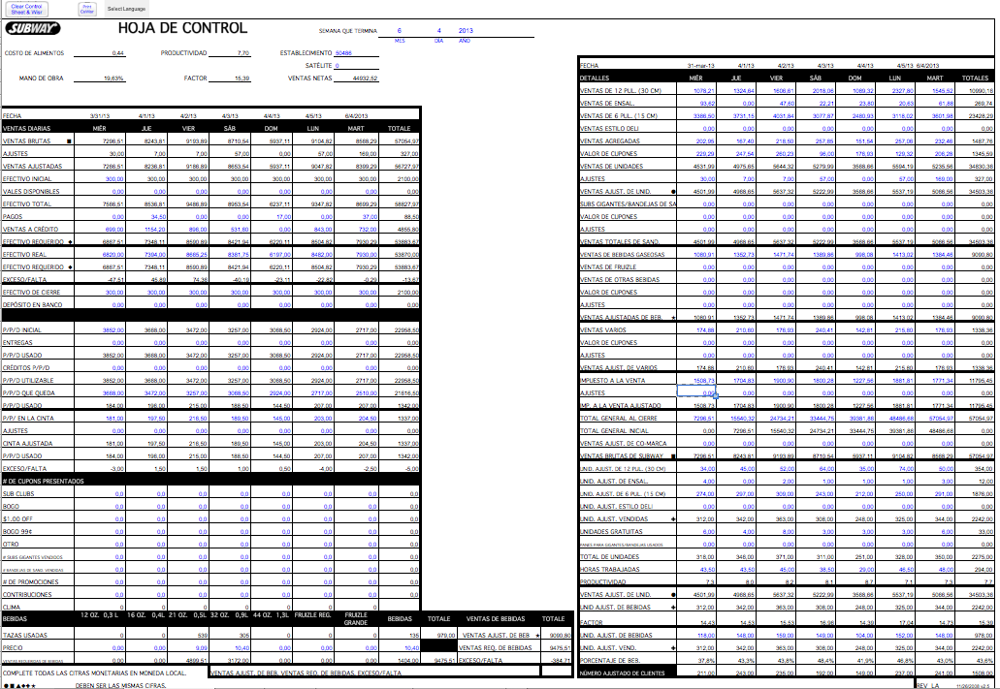 Clear Control
Sheet & Wisr
Print
Select Language
SUBWAY
HOJA DE CONTROL
SEMANA QUE TERMINA 6 4 2013
MES DÍA AÑO
COSTO DE ALIMENTOS 0,44 PRODUCTIVIDAD 7,70 ESTABLECIMIENTO 50486
SATÉLITE 0
MANO DE OBRA 19,63% FACTOR 15,39 VENTAS NETAS 44932,52
FECHA 3/31/13 4/1/13 4/2/13 4/3/13 4/4/13 4/5/13 6/4/2013
VENTAS DIARIAS MIÉR JUE VIER SÁB DOM LUN MART TOTALE
VENTAS BRUTAS ■ 7296,51 8243,81 9193,89 8710,54 5937,11 9104,82 8568,29 57054,97
AJUSTES 30,00 7,00 7,00 57,00 0,00 57,00 169,00 327,00
VENTAS AJUSTADAS 7266,51 8236,81 9186,89 8653,54 5937,11 9047,82 8399,29 56727,97
EFECTIVO INICIAL 300,00 300,00 300,00 300,00 300,00 300,00 300,00 2100,00
VALES DISPONIBLES 0,00 0,00 0,00 0,00 0,00 0,00 0,00 0,00
EFECTIVO TOTAL 7566,51 8536,81 9486,89 8953,54 6237,11 9347,82 8699,29 58827,97
PAGOS 0,00 34,50 0,00 0,00 17,00 0,00 37,00 88,50
VENTAS A CRÉDITO 699,00 1154,20 896,00 531,60 0,00 843,00 732,00 4855,80
EFECTIVO REQUERIDO ◆ 6867,51 7348,11 8590,89 8421,94 6220,11 8504,82 7930,29 53883,67
EFECTIVO REAL 6820,00 7394,00 8665,25 8381,75 6197,00 8482,00 7930,00 53870,00
EFECTIVO REQUERIDO ◆ 6867,51 7348,11 8590,89 8421,94 6220,11 8504,82 7930,29 53883,67
EXCESO/FALTA -47,51 45,89 74,36 -40,19 -23,11 -22,82 -0,29 -13,67
EFECTIVO DE CIERRE 300,00 300,00 300,00 300,00 300,00 300,00 300,00 2100,00
DEPÓSITO EN BANCO 0,00 0,00 0,00 0,00 0,00 0,00 0,00 0,00
P/P/D INICIAL 3852,00 3668,00 3472,00 3257,00 3068,50 2924,00 2717,00 22958,50
ENTREGAS 0,00 0,00 0,00 0,00 0,00 0,00 0,00 0,00
P/P/D USADO 3852,00 3668,00 3472,00 3257,00 3068,50 2924,00 2717,00 22958,50
CRÉDITOS P/P/D 0,00 0,00 0,00 0,00 0,00 0,00 0,00 0,00
P/P/D UTILIZABLE 3852,00 3668,00 3472,00 3257,00 3068,50 2924,00 2717,00 22958,50
P/P/D QUE QUEDA 3668,00 3472,00 3257,00 3068,50 2924,00 2717,00 2510,00 21616,50
P/P/D USADO 184,00 196,00 215,00 188,50 144,50 207,00 207,00 1342,00
P/P/ EN LA CINTA 181,00 197,50 216,50 189,50 145,00 203,00 204,50 1337,00
AJUSTES 0,00 0,00 0,00 0,00 0,00 0,00 0,00 0,00
CINTA AJUSTADA 181,00 197,50 216,50 189,50 145,00 203,00 204,50 1337,00
P/P/D USADO 184,00 196,00 215,00 188,50 144,50 207,00 207,00 1342,00
EXCESO/FALTA -3,00 1,50 1,50 1,00 0,50 -4,00 -2,50 -5,00
# DE CUPONS PRESENTADOS
SUB CLUBS 0,0 0,0 0,0 0,0 0,0 0,0 0,0 0,0
BOGO 0,0 0,0 0,0 0,0 0,0 0,0 0,0 0,0
$1.00 OFF 0,0 0,0 0,0 0,0 0,0 0,0 0,0 0,0
BOGO 99¢ 0,0 0,0 0,0 0,0 0,0 0,0 0,0 0,0
OTRO 0,0 0,0 0,0 0,0 0,0 0,0 0,0 0,0
# SUBS GIGANTES VENDIDOS 0,0 0,0 0,0 0,0 0,0 0,0 0,0 0,0
# BANDEJAS DE SAND. VENDIDAS 0,0 0,0 0,0 0,0 0,0 0,0 0,0 0,0
# DE PROMOCIONES 0,0 0,0 0,0 0,0 0,0 0,0 0,0 0,0
CONTRIBUCIONES 0,0 0,0 0,0 0,0 0,0 0,0 0,0 0,0
CLIMA 0 0 0 0 0 0 0
BEBIDAS 12 OZ. 0,3 L 16 OZ. 0,4L 21 OZ. 0,5L 32 OZ. 0,9L 44 OZ. 1,3L FRUIZLE REG. FRUIZLE GRANDE BEBIDAS TOTALE VENTAS DE BEBIDAS TOTALE
TAZAS USADAS 0 0 539 305 0 0 0 135 979,00 VENTAS AJUST. DE BEB ★ 9090,80
PRECIO 0,00 0,00 9,09 10,40 0,00 0,00 0,00 10,40 VENTAS REQ. DE BEBIDAS 9475,51
VENTAS REQUERIDAS DE BEBIDAS 0,00 0,00 4899,51 3172,00 0,00 0,00 0,00 1404,00 9475,51 EXCESO/FALTA -384,71
COMPLETE TODAS LAS CITRAS MONETARIAS EN MONEDA LOCAL. VENTAS AJUST. DE BEB, VENTAS REQ. DE BEBIDAS, EXCESO/FALTA
●■▲◆✚★ DEBEN SER LAS MISMAS CIFRAS.
FECHA 31-mar-13 4/1/13 4/2/13 4/3/13 4/4/13 4/5/13 6/4/2013
DETALLES MIÉR JUE VIER SÁB DOM LUN MART TOTALES
VENTAS DE 12 PUL. (30 CM) 1078,21 1324,64 1606,61 2018,06 1089,32 2327,80 1545,52 10990,16
VENTAS DE ENSAL. 93,62 0,00 47,60 22,21 23,80 20,63 61,88 269,74
VENTAS DE 6 PUL. (15 CM) 3386,50 3731,15 4031,84 3077,87 2480,93 3118,02 3601,98 23428,29
VENTAS ESTILO DELI 0,00 0,00 0,00 0,00 0,00 0,00 0,00 0,00
VENTAS AGREGADAS 202,95 167,40 218,50 257,85 151,54 257,08 232,46 1487,76
VALOR DE CUPONES 229,29 247,54 260,23 96,00 176,93 129,32 206,28 1345,59
VENTAS DE UNIDADES 4531,99 4975,65 5644,32 5279,99 3568,66 5594,19 5235,56 34830,36
AJUSTES 30,00 7,00 7,00 57,00 0,00 57,00 169,00 327,00
VENTAS AJUST. DE UNID. ● 4501,99 4968,65 5637,32 5222,99 3568,66 5537,19 5066,56 34503,36
SUBS GIGANTES/BANDEJAS DE SA 0,00 0,00 0,00 0,00 0,00 0,00 0,00 0,00
VALOR DE CUPONES 0,00 0,00 0,00 0,00 0,00 0,00 0,00 0,00
AJUSTES 0,00 0,00 0,00 0,00 0,00 0,00 0,00 0,00
VENTAS TOTALES DE SAND. 4501,99 4968,65 5637,32 5222,99 3568,66 5537,19 5066,56 34503,36
VENTAS DE BEBIDAS GASEOSAS 1080,91 1352,73 1471,74 1389,86 998,08 1413,02 1384,46 9090,80
VENTAS DE FRUIZLE 0,00 0,00 0,00 0,00 0,00 0,00 0,00 0,00
VENTAS DE OTRAS BEBIDAS 0,00 0,00 0,00 0,00 0,00 0,00 0,00 0,00
VALOR DE CUPONES 0,00 0,00 0,00 0,00 0,00 0,00 0,00 0,00
AJUSTES 0,00 0,00 0,00 0,00 0,00 0,00 0,00 0,00
VENTAS AJUSTADAS DE BEB. ★ 1080,91 1352,73 1471,74 1389,86 998,08 1413,02 1384,46 9090,80
VENTAS VARIOS 174,88 210,60 176,93 240,41 142,81 215,80 176,93 1338,36
VALOR DE CUPONES 0,00 0,00 0,00 0,00 0,00 0,00 0,00 0,00
AJUSTES 0,00 0,00 0,00 0,00 0,00 0,00 0,00 0,00
VENTAS AJUST. DE VARIOS 174,88 210,60 176,93 240,41 142,81 215,80 176,93 1338,36
IMPUESTO A LA VENTA 1508,73 1704,83 1900,90 1800,28 1227,56 1881,81 1771,34 11795,45
AJUSTES 0,00 0,00 0,00 0,00 0,00 0,00 0,00 0,00
IMP. A LA VENTA AJUSTADO 1508,73 1704,83 1900,90 1800,28 1227,56 1881,81 1771,34 11795,45
TOTAL GENERAL AL CIERRE 7296,51 15540,32 24734,21 33444,75 39381,86 48486,68 57054,97 57054,97
TOTAL GENERAL INICIAL 0,00 7296,51 15540,32 24734,21 33444,75 39381,86 48486,68 0,00
VENTAS AJUST. DE CO-MARCA 0,00 0,00 0,00 0,00 0,00 0,00 0,00 0,00
VENTAS BRUTAS DE SUBWAY ■ 7296,51 8243,81 9193,89 8710,54 5937,11 9104,82 8568,29 57054,97
UNID. AJUST. DE 12 PUL. (30 CM) 34,00 45,00 52,00 64,00 35,00 74,00 50,00 354,00
UNID. AJUST. DE ENSAL. 4,00 0,00 2,00 1,00 1,00 1,00 3,00 12,00
UNID. AJUST. DE 6 PUL. (15 CM) 274,00 297,00 309,00 243,00 212,00 250,00 291,00 1876,00
UNID. AJUST. ESTILO DELI 0,00 0,00 0,00 0,00 0,00 0,00 0,00 0,00
UNID. AJUST. VENDIDAS ✚ 312,00 342,00 363,00 308,00 248,00 325,00 344,00 2242,00
UNIDADES GRATUITAS 6,00 4,00 8,00 3,00 3,00 3,00 6,00 33,00
PANES PARA GIGANTES/BANDEJAS USADOS 0,00 0,00 0,00 0,00 0,00 0,00 0,00 0,00
TOTAL DE UNIDADES 318,00 346,00 371,00 311,00 251,00 328,00 350,00 2275,00
HORAS TRABAJADAS 43,50 43,50 45,50 38,50 29,00 46,50 48,00 294,00
PRODUCTIVIDAD 7,3 8,0 8,2 8,1 8,7 7,1 7,3 7,7
VENTAS AJUST. DE UNID. ● 4501,99 4968,65 5637,32 5222,99 3568,66 5537,19 5066,56 34503,36
UNID AJUST. DE BEBIDAS ✚ 312,00 342,00 363,00 308,00 248,00 325,00 344,00 2242,00
FACTOR 14,43 14,53 15,53 16,96 14,39 17,04 14,73 15,39
UNID. AJUST. DE BEBIDAS 118,00 148,00 159,00 149,00 104,00 152,00 148,00 978,00
UNID. AJUST. VEND. ✚ 312,00 342,00 363,00 308,00 248,00 325,00 344,00 2242,00
PORCENTAJE DE BEB. 37,8% 43,3% 43,8% 48,4% 41,9% 46,8% 43,0% 43,6%
NÚMERO AJUSTADO DE CLIENTES 211,00 243,00 235,00 192,00 149,00 237,00 241,00 1508,00
REV LA 11/26/2008 v2.5